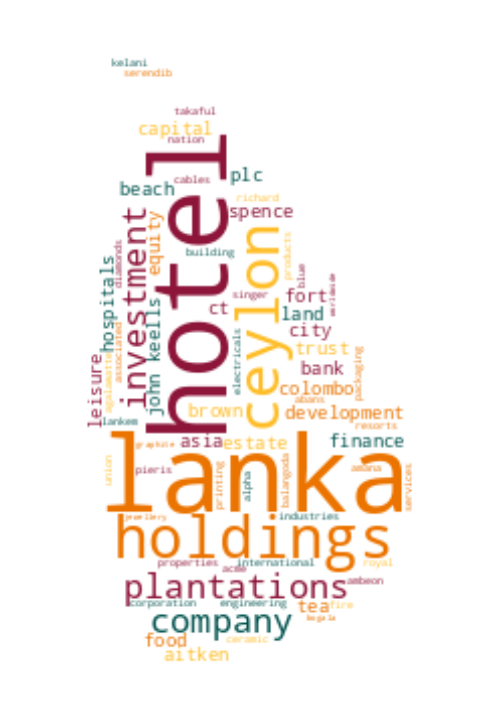 kelani
serendib
takaful
capital
nation
hotel
cables
plc
beach
richard
spence
equity
investment
building
ceylon
products
diamonds
hospitals
john keells
singer
ct
blue
fort
land
city
electricals
associated
agalawatte
leisure
trust
bank
packaging
colombo
abans
brown
development
resorts
lankem
asia
estate
finance
graphite
lanka
union
pieris
printing
alpha
balangoda
amana
services
jewellery
industries
holdings
properties
international
royal
acme
plantations
ambeon
corporation
engineering
tea
fire
bogala
company
food
ceramic
aitken